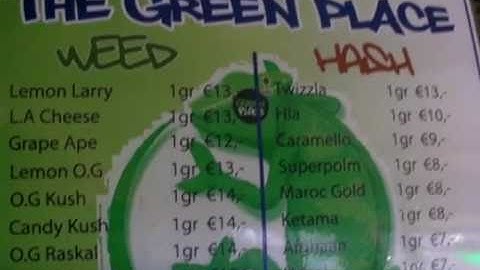 THE GREEN PLACE
WEED
HASH
Lemon Larry 1gr €13,-
L.A Cheese 1gr €13,-
Grape Ape 1gr €12,-
Lemon O.G 1gr €13,-
O.G Kush 1gr €14,-
Candy Kush 1gr €14,-
O.G Raskal 1gr €14,-
Twizzla 1gr €13,-
Hia 1gr €10,-
Caramello 1gr €9,-
Superpolm 1gr €8,-
Maroc Gold 1gr €8,-
Ketama 1gr €8,-
1gr €7,-